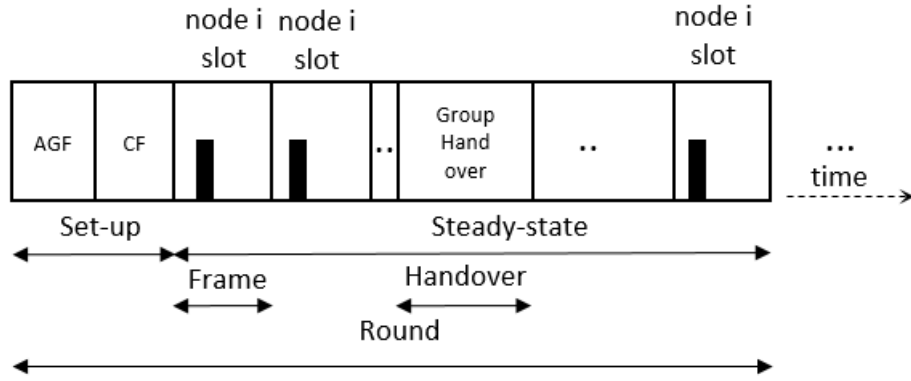 node i
slot
node i
slot
node i
slot
AGF
CF
..
Group
Hand
over
..
...
time
Set-up
Steady-state
Frame
Handover
Round